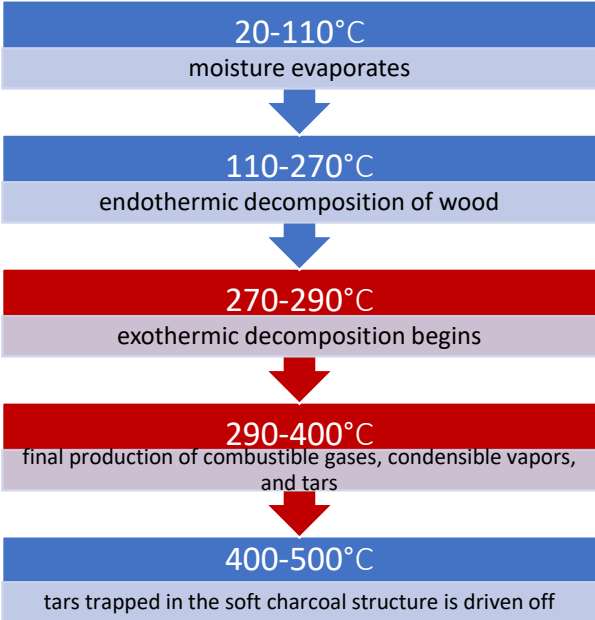 20-110°C
moisture evaporates
110-270°C
endothermic decomposition of wood
270-290°C
exothermic decomposition begins
290-400°C
final production of combustible gases, condensible vapors,
and tars
400-500°C
tars trapped in the soft charcoal structure is driven off